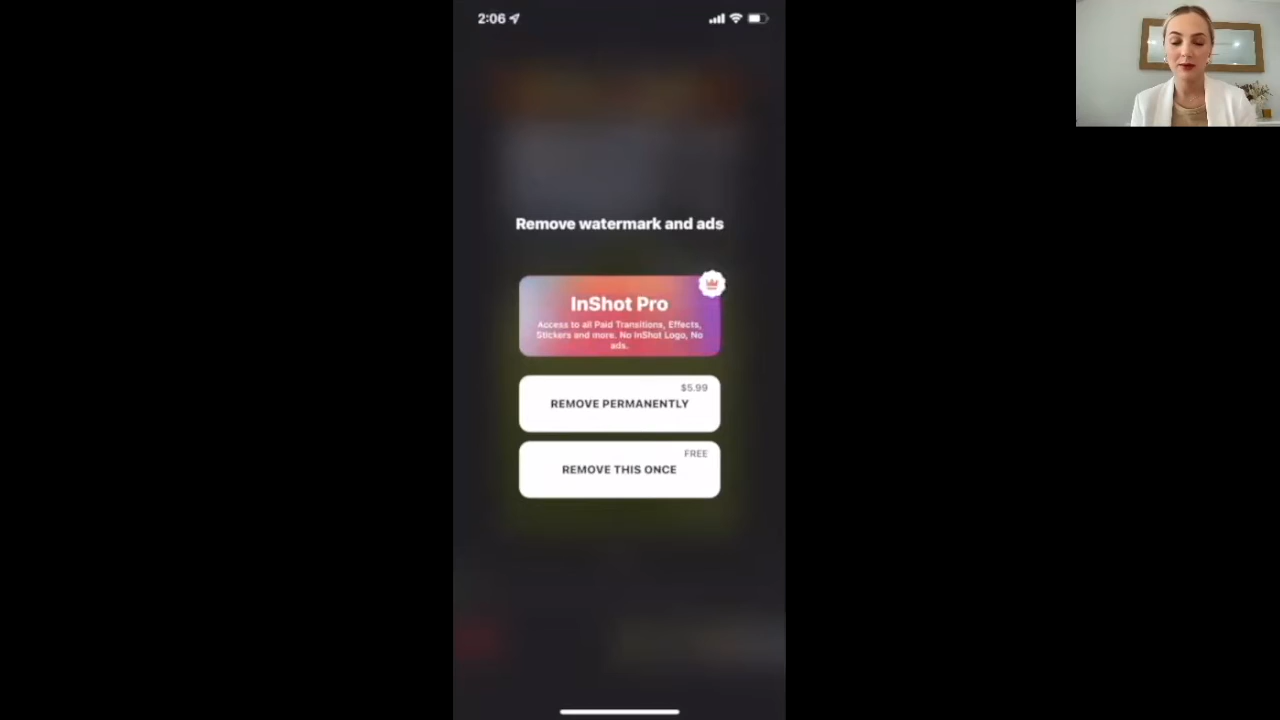 2:06
Remove watermark and ads
InShot Pro
Access to all Paid Transitions, Effects,
Stickers and more. No InShot Logo, No
ads.
$5.99
REMOVE PERMANENTLY
FREE
REMOVE THIS ONCE